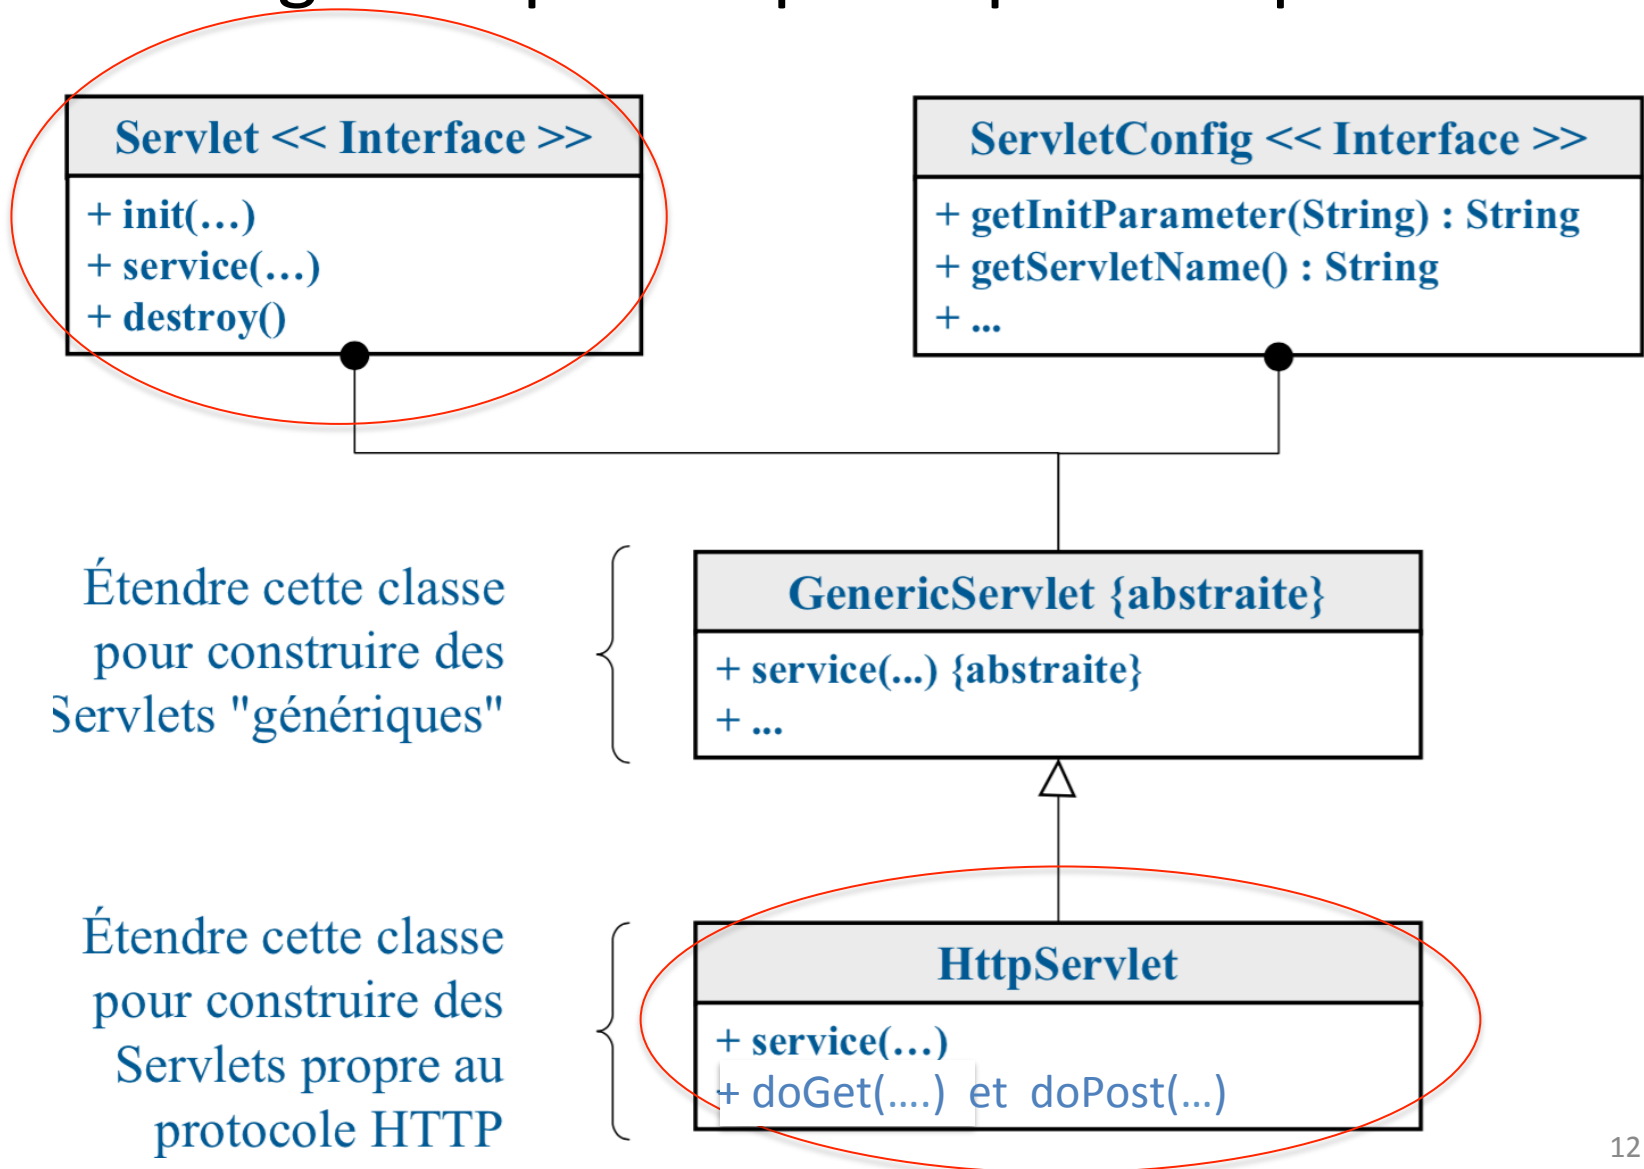 Servlet << Interface >>
+ init(…)
+ service(…)
+ destroy()
ServletConfig << Interface >>
+ getInitParameter(String) : String
+ getServletName() : String
+ ...
Étendre cette classe
pour construire des
Servlets "génériques"
GenericServlet {abstraite}
+ service(...) {abstraite}
+ ...
Étendre cette classe
pour construire des
Servlets propre au
protocole HTTP
HttpServlet
+ service(…)
+ doGet(….) et doPost(…)
12